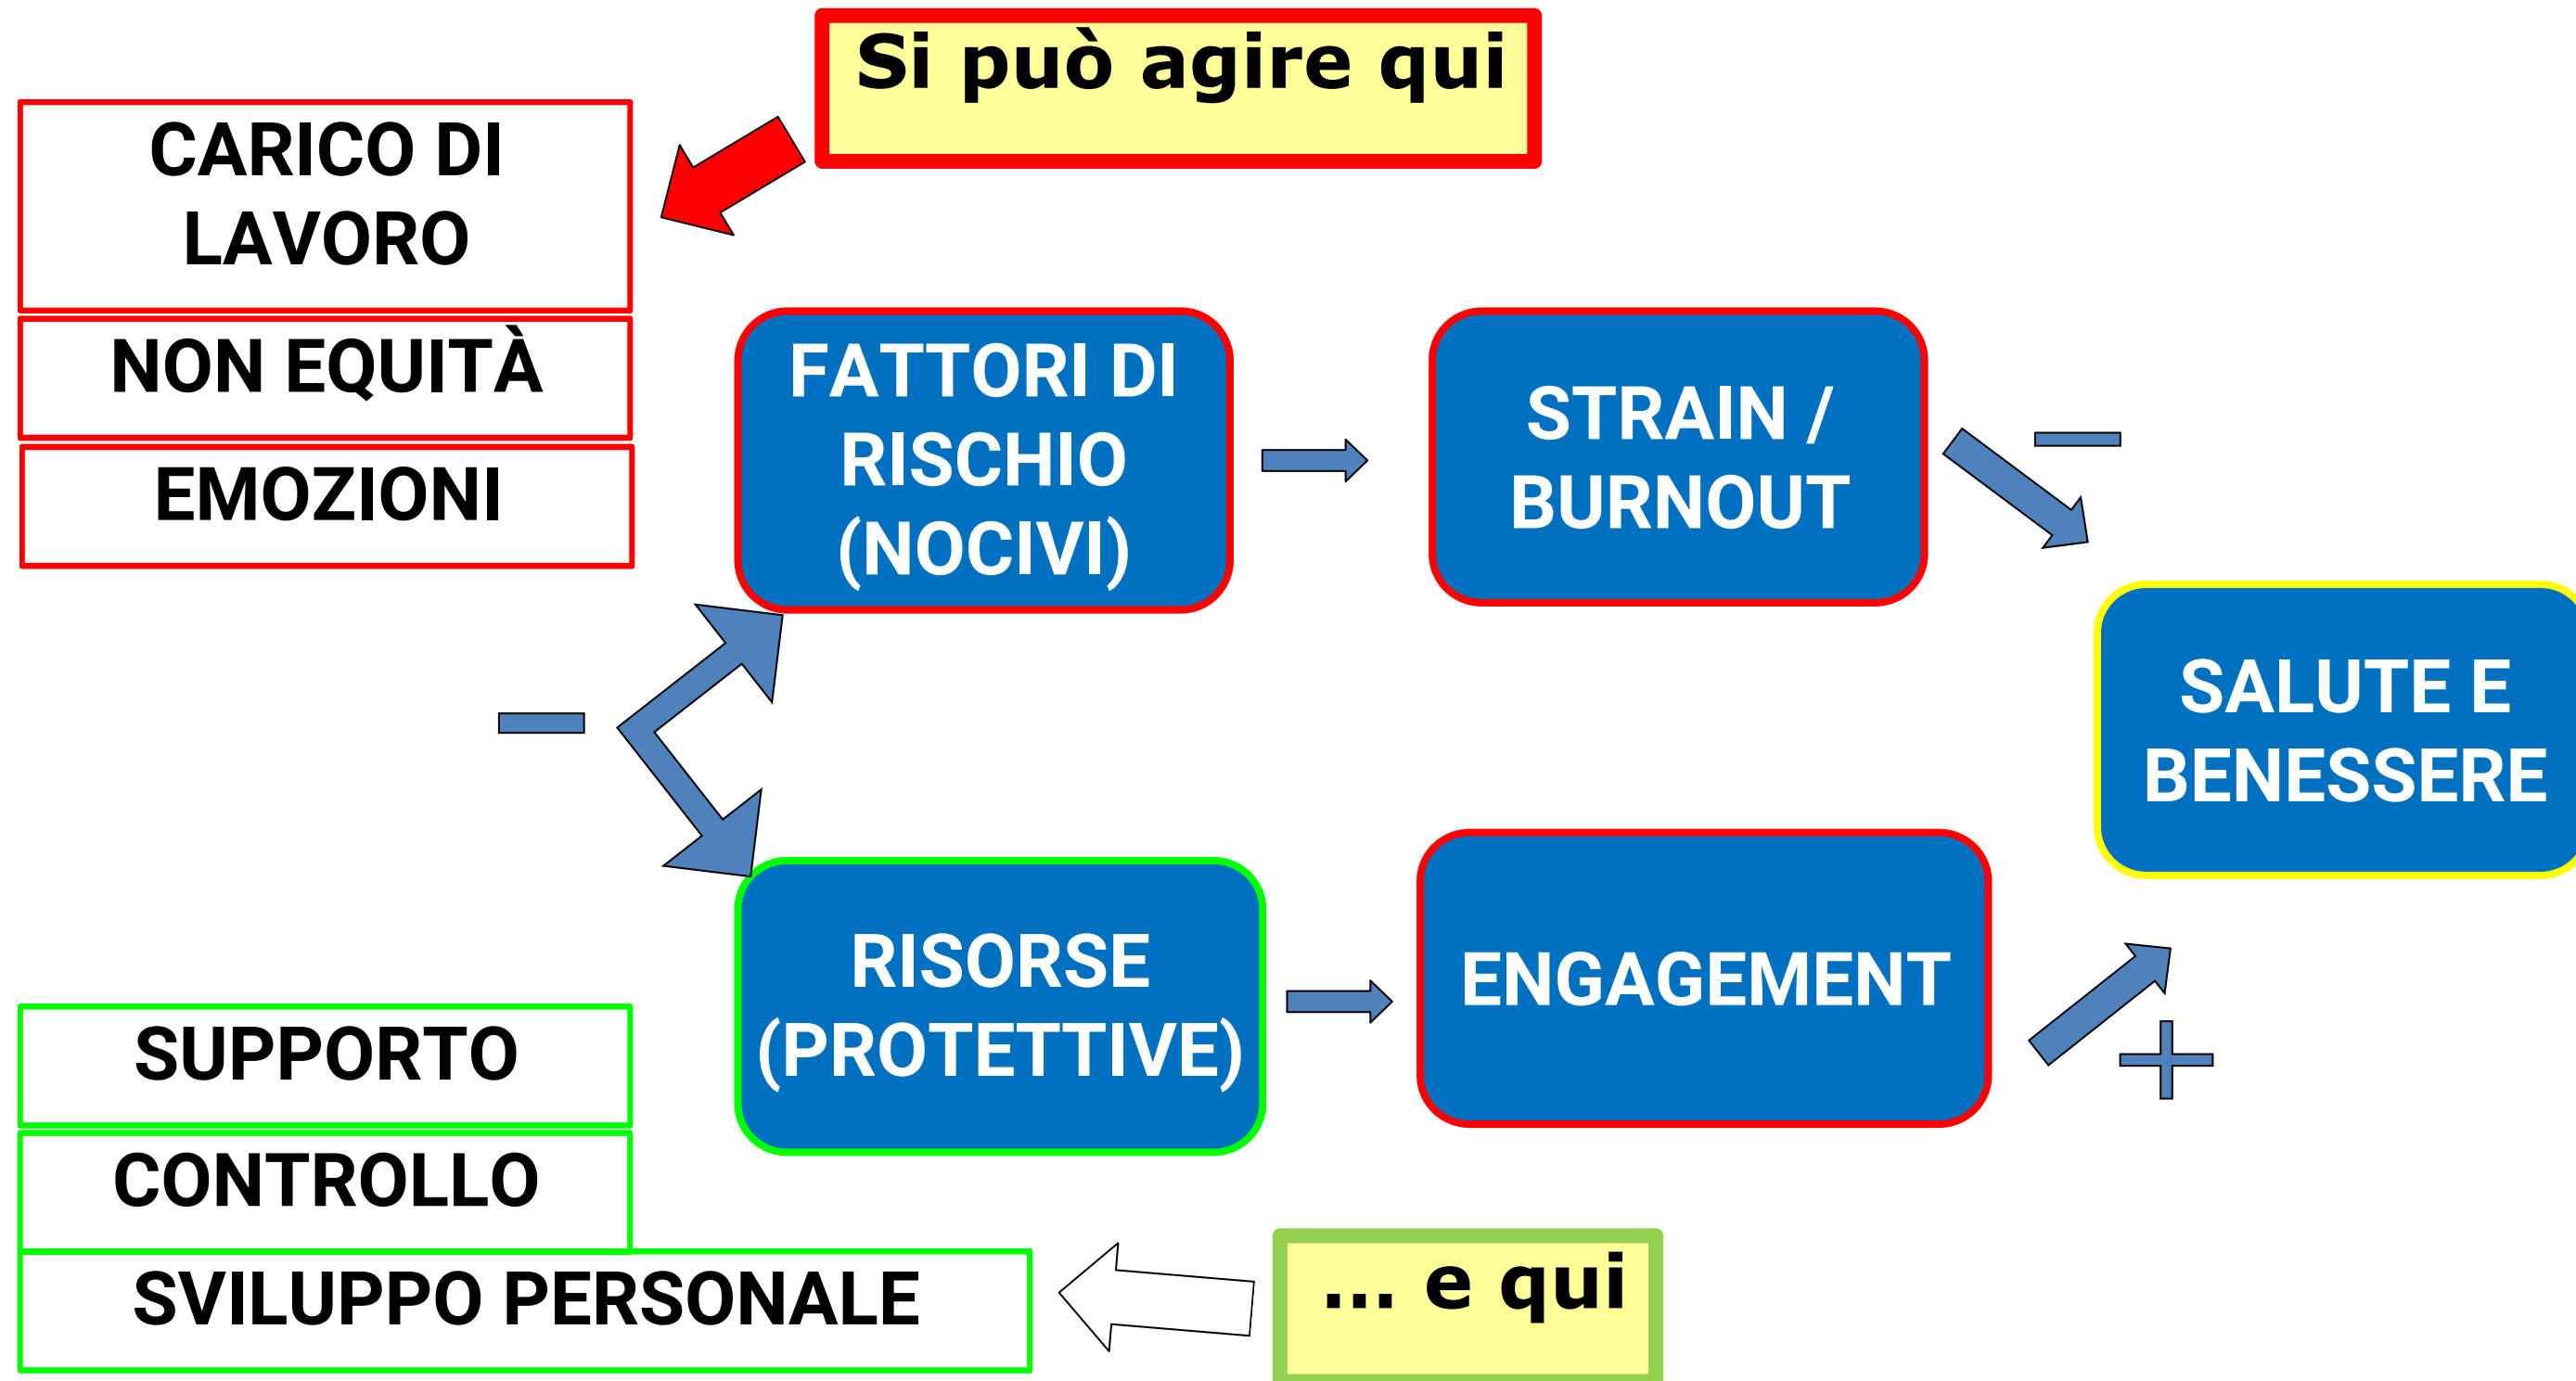 Si può agire qui
CARICO DI
LAVORO
NON EQUITÀ
EMOZIONI
FATTORI DI
RISCHIO
(NOCIVI)
STRAIN /
BURNOUT
SALUTE E
BENESSERE
RISORSE
(PROTETTIVE)
ENGAGEMENT
SUPPORTO
CONTROLLO
SVILUPPO PERSONALE
... e qui